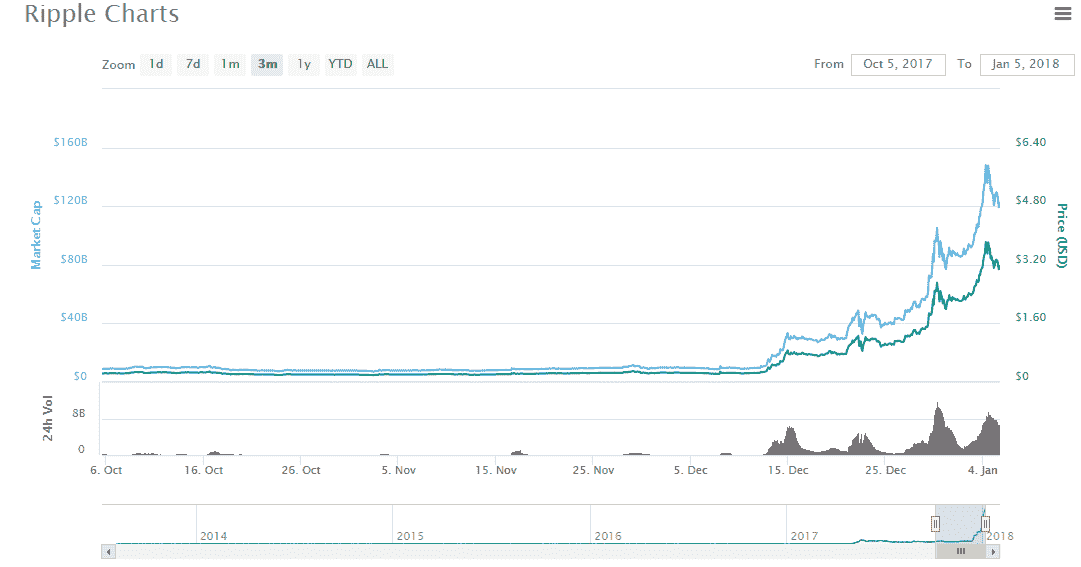 Ripple Charts
Zoom 1d 7d 1m 3m 1y YTD ALL From Oct 5, 2017 To Jan 5, 2018
$160B $6.40
$120B $4.80
Market Cap Price (USD)
$80B $3.20
$40B $1.60
$0 $0
24h Vol
8B
0
6. Oct 16. Oct 26. Oct 5. Nov 15. Nov 25. Nov 5. Dec 15. Dec 25. Dec 4. Jan
2014 2015 2016 2017 2018